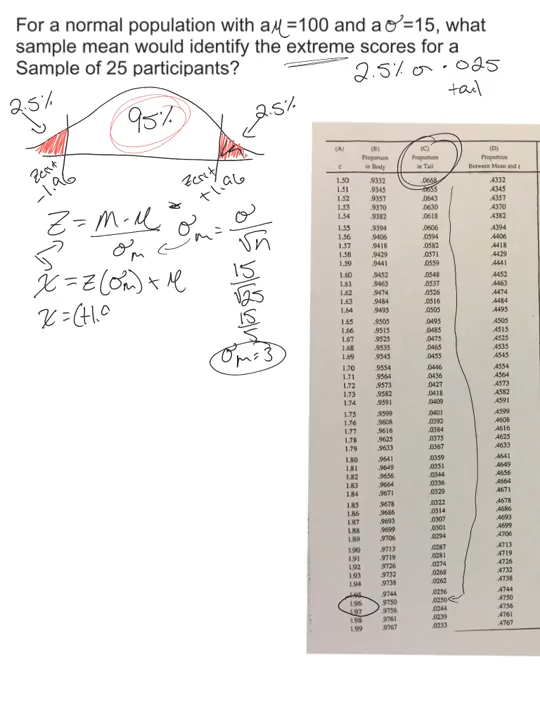 For a normal population with a μ=100 and a σ=15, what
sample mean would identify the extreme scores for a
Sample of 25 participants?
2.5% or .025
tail
2.5%
95%
2.5%
zcrit
-1.96
zcrit
+1.96
Z = M-μ
σm
σm = σ
√n
X = Z(σm) + μ
15
√25
X = (+1.9
15
5
σm = 3
(A) (B) (C) (D)
Proportion Proportion Proportion
z in Body in Tail Between Mean and z
1.50 .9332 .0668 .4332
1.51 .9345 .0655 .4345
1.52 .9357 .0643 .4357
1.53 .9370 .0630 .4370
1.54 .9382 .0618 .4382
1.55 .9394 .0606 .4394
1.56 .9406 .0594 .4406
1.57 .9418 .0582 .4418
1.58 .9429 .0571 .4429
1.59 .9441 .0559 .4441
1.60 .9452 .0548 .4452
1.61 .9463 .0537 .4463
1.62 .9474 .0526 .4474
1.63 .9484 .0516 .4484
1.64 .9495 .0505 .4495
1.65 .9505 .0495 .4505
1.66 .9515 .0485 .4515
1.67 .9525 .0475 .4525
1.68 .9535 .0465 .4535
1.69 .9545 .0455 .4545
1.70 .9554 .0446 .4554
1.71 .9564 .0436 .4564
1.72 .9573 .0427 .4573
1.73 .9582 .0418 .4582
1.74 .9591 .0409 .4591
1.75 .9599 .0401 .4599
1.76 .9608 .0392 .4608
1.77 .9616 .0384 .4616
1.78 .9625 .0375 .4625
1.79 .9633 .0367 .4633
1.80 .9641 .0359 .4641
1.81 .9649 .0351 .4649
1.82 .9656 .0344 .4656
1.83 .9664 .0336 .4664
1.84 .9671 .0329 .4671
1.85 .9678 .0322 .4678
1.86 .9686 .0314 .4686
1.87 .9693 .0307 .4693
1.88 .9699 .0301 .4699
1.89 .9706 .0294 .4706
1.90 .9713 .0287 .4713
1.91 .9719 .0281 .4719
1.92 .9726 .0274 .4726
1.93 .9732 .0268 .4732
1.94 .9738 .0262 .4738
1.95 .9744 .0256 .4744
1.96 .9750 .0250 .4750
1.97 .9756 .0244 .4756
1.98 .9761 .0239 .4761
1.99 .9767 .0233 .4767